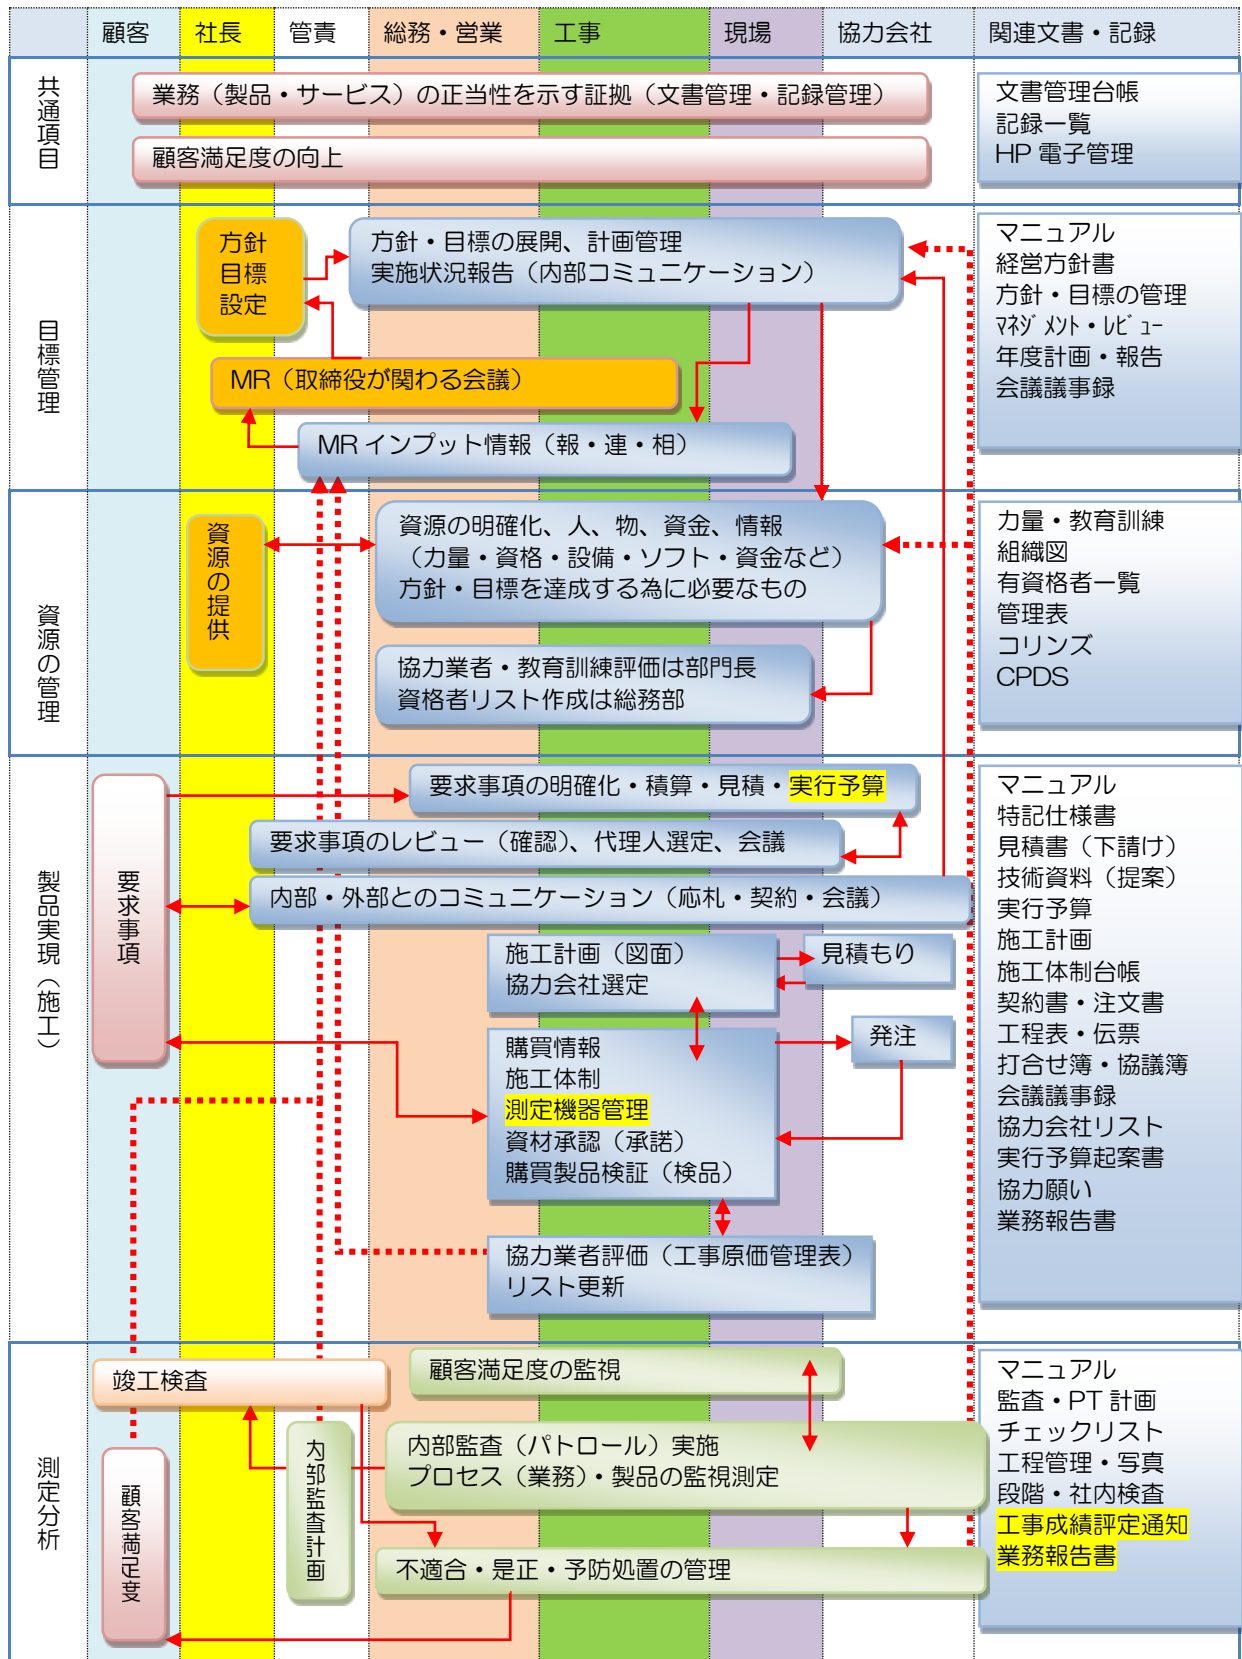 顧客 社長 管責 総務・営業 工事 現場 協力会社 関連文書・記録
共通項目
業務（製品・サービス）の正当性を示す証拠（文書管理・記録管理）
顧客満足度の向上
文書管理台帳
記録一覧
HP 電子管理
目標管理
方針
目標
設定
方針・目標の展開、計画管理
実施状況報告（内部コミュニケーション）
MR（取締役が関わる会議）
MR インプット情報（報・連・相）
マニュアル
経営方針書
方針・目標の管理
ﾏﾈｼﾞﾒﾝﾄ・ﾚﾋﾞｭｰ
年度計画・報告
会議議事録
資源の管理
資源の提供
資源の明確化、人、物、資金、情報
（力量・資格・設備・ソフト・資金など）
方針・目標を達成する為に必要なもの
協力業者・教育訓練評価は部門長
資格者リスト作成は総務部
力量・教育訓練
組織図
有資格者一覧
管理表
コリンズ
CPDS
製品実現（施工）
要求事項
要求事項の明確化・積算・見積・実行予算
要求事項のレビュー（確認）、代理人選定、会議
内部・外部とのコミュニケーション（応札・契約・会議）
施工計画（図面）
協力会社選定
見積もり
購買情報
施工体制
測定機器管理
資材承認（承諾）
購買製品検証（検品）
発注
協力業者評価（工事原価管理表）
リスト更新
マニュアル
特記仕様書
見積書（下請け）
技術資料（提案）
実行予算
施工計画
施工体制台帳
契約書・注文書
工程表・伝票
打合せ簿・協議簿
会議議事録
協力会社リスト
実行予算起案書
協力願い
業務報告書
測定分析
竣工検査
顧客満足度
内部監査計画
顧客満足度の監視
内部監査（パトロール）実施
プロセス（業務）・製品の監視測定
不適合・是正・予防処置の管理
マニュアル
監査・PT 計画
チェックリスト
工程管理・写真
段階・社内検査
工事成績評定通知
業務報告書